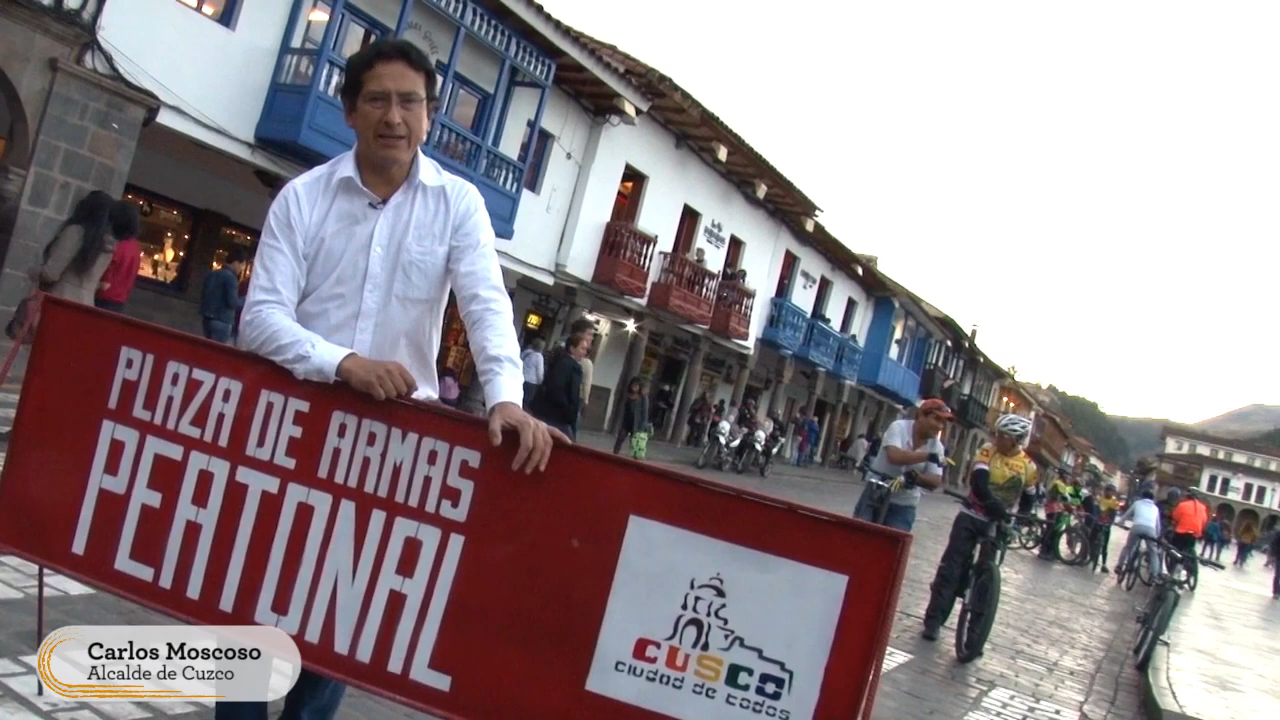 PLAZA DE ARMAS
PEATONAL
CUSCO
ciudad de todos
Carlos Moscoso
Alcalde de Cuzco